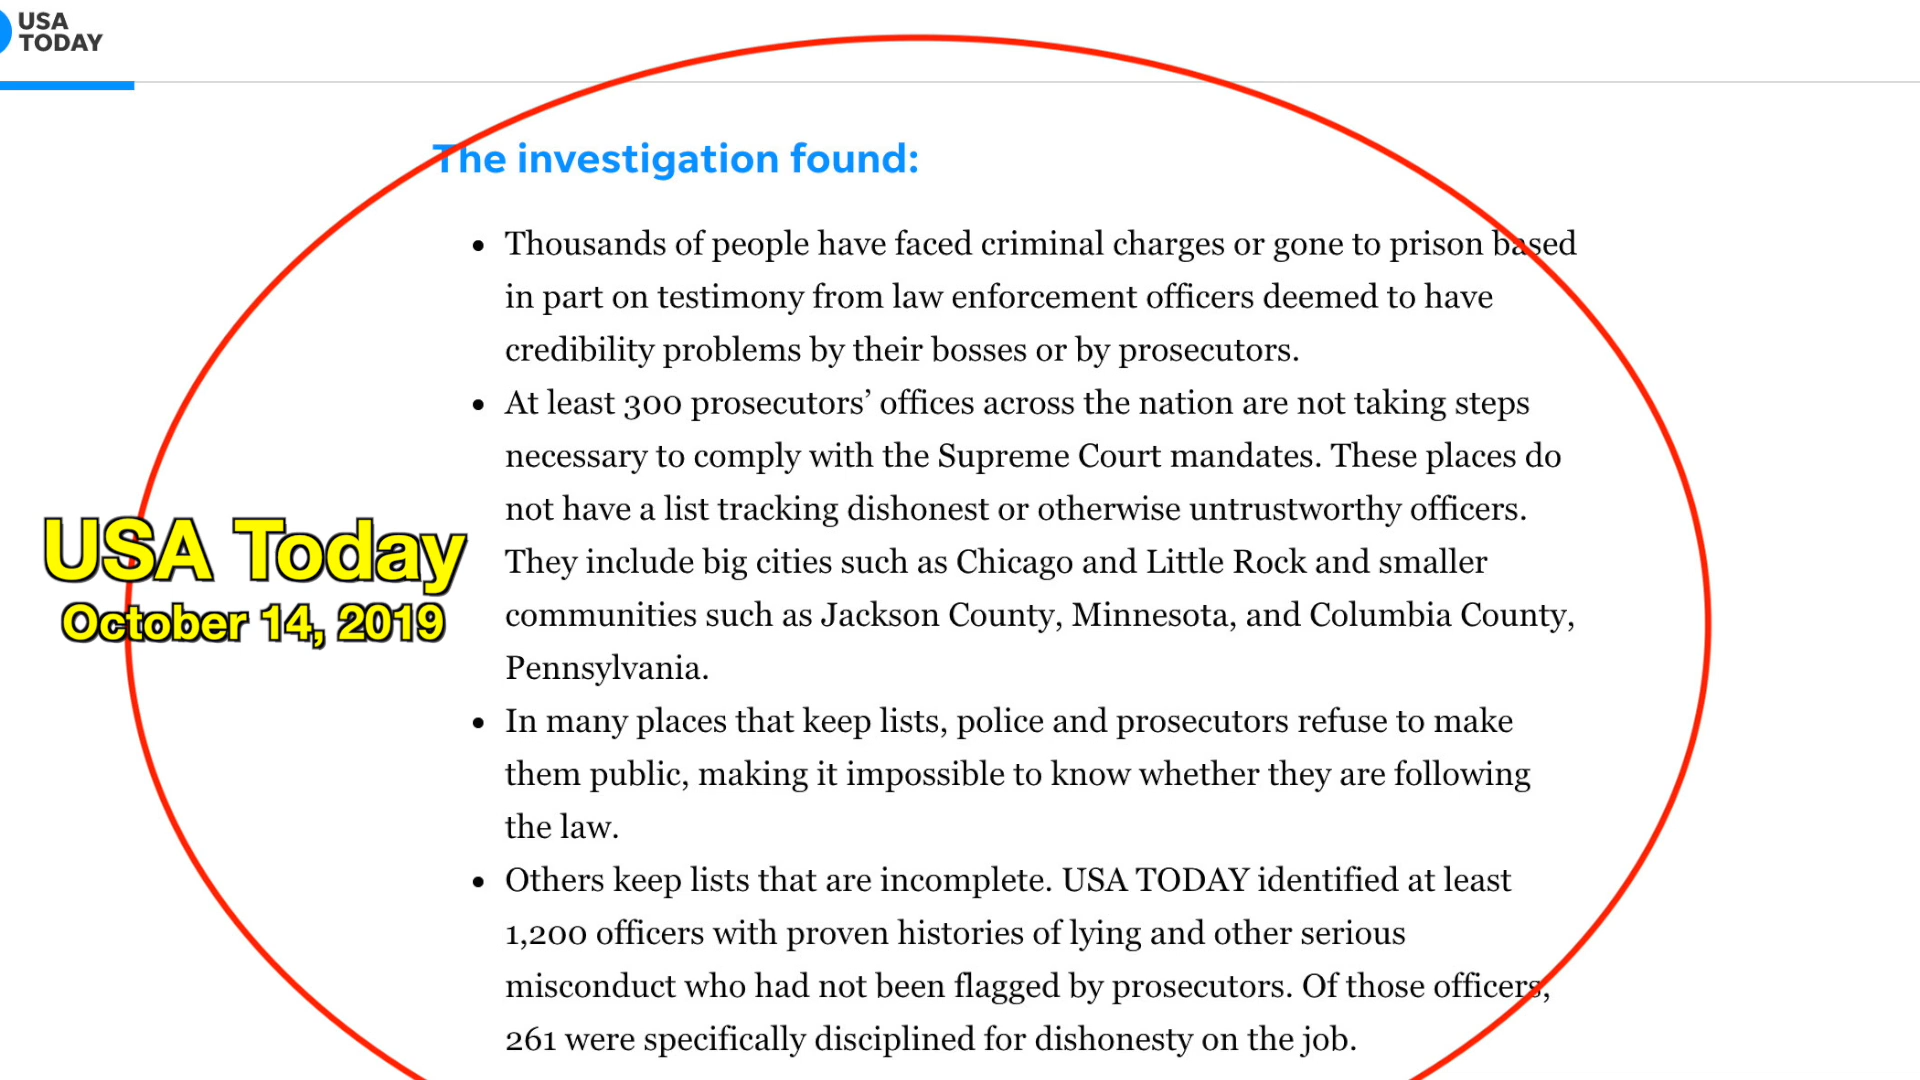 USA
TODAY
The investigation found:
• Thousands of people have faced criminal charges or gone to prison based
in part on testimony from law enforcement officers deemed to have
credibility problems by their bosses or by prosecutors.
• At least 300 prosecutors’ offices across the nation are not taking steps
necessary to comply with the Supreme Court mandates. These places do
not have a list tracking dishonest or otherwise untrustworthy officers.
They include big cities such as Chicago and Little Rock and smaller
communities such as Jackson County, Minnesota, and Columbia County,
Pennsylvania.
USA Today
October 14, 2019
• In many places that keep lists, police and prosecutors refuse to make
them public, making it impossible to know whether they are following
the law.
• Others keep lists that are incomplete. USA TODAY identified at least
1,200 officers with proven histories of lying and other serious
misconduct who had not been flagged by prosecutors. Of those officers,
261 were specifically disciplined for dishonesty on the job.